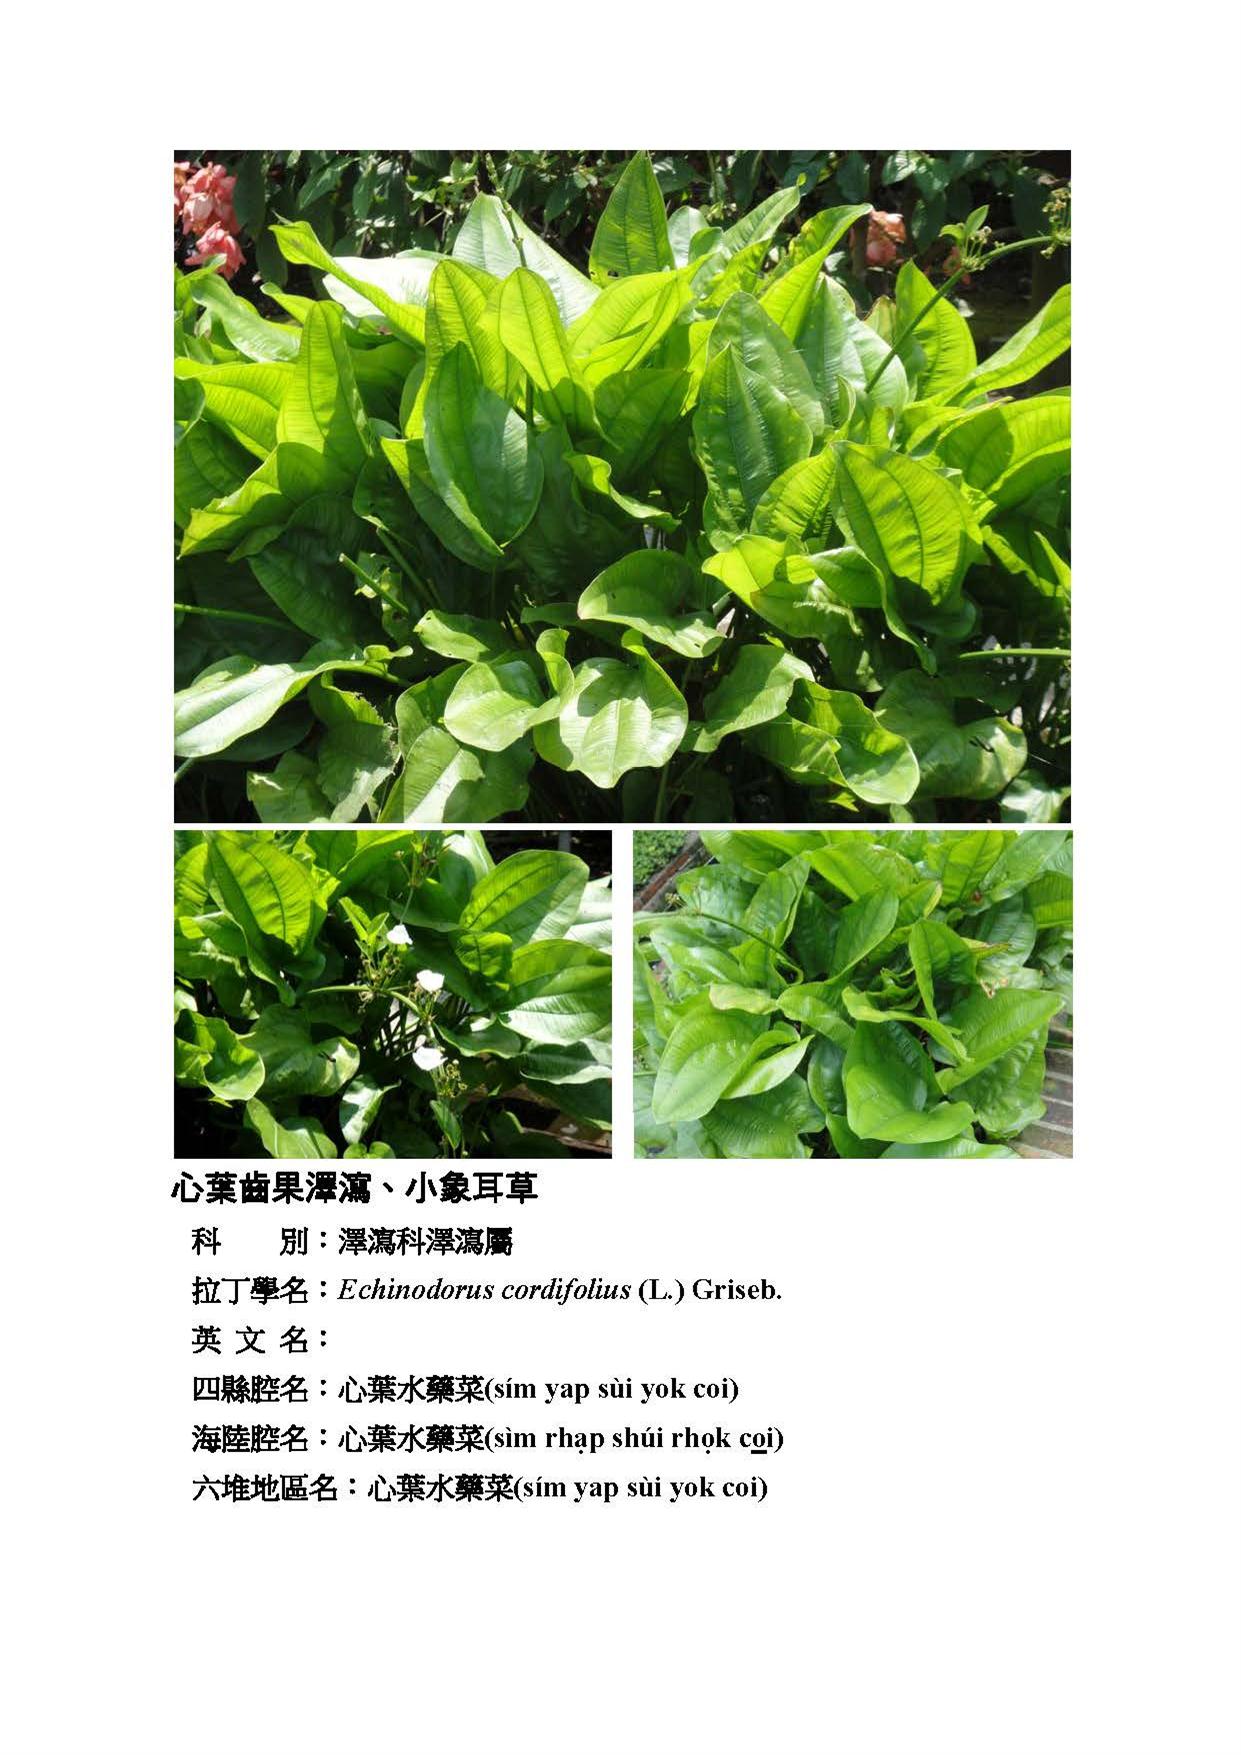 心葉齒果澤瀉、小象耳草
科　　別：澤瀉科澤瀉屬
拉丁學名：Echinodorus cordifolius (L.) Griseb.
英 文 名：
四縣腔名：心葉水藥菜(sím yap sùi yok coi)
海陸腔名：心葉水藥菜(sìm rhạp shúi rhọk co̲i)
六堆地區名：心葉水藥菜(sím yap sùi yok coi)